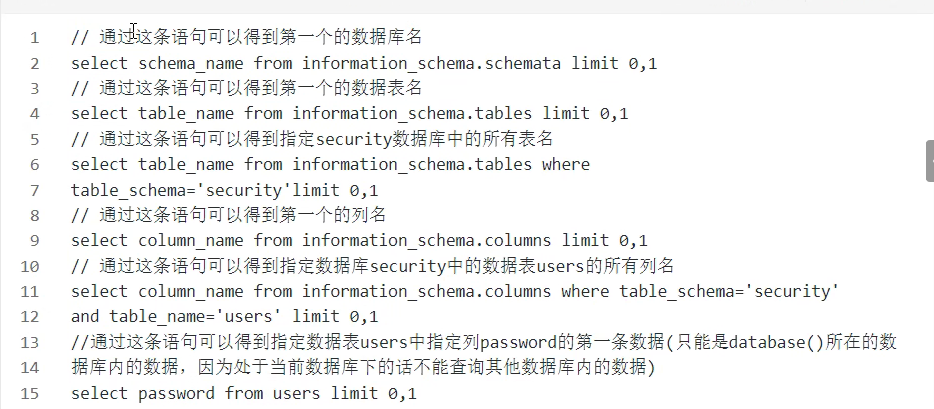 1 // 通过这条语句可以得到第一个的数据库名
2 select schema_name from information_schema.schemata limit 0,1
3 // 通过这条语句可以得到第一个的数据表名
4 select table_name from information_schema.tables limit 0,1
5 // 通过这条语句可以得到指定security数据库中的所有表名
6 select table_name from information_schema.tables where
7 table_schema='security'limit 0,1
8 // 通过这条语句可以得到第一个的列名
9 select column_name from information_schema.columns limit 0,1
10 // 通过这条语句可以得到指定数据库security中的数据表users的所有列名
11 select column_name from information_schema.columns where table_schema='security'
12 and table_name='users' limit 0,1
13 //通过这条语句可以得到指定数据表users中指定列password的第一条数据(只能是database()所在的数
14 据库内的数据，因为处于当前数据库下的话不能查询其他数据库内的数据)
15 select password from users limit 0,1